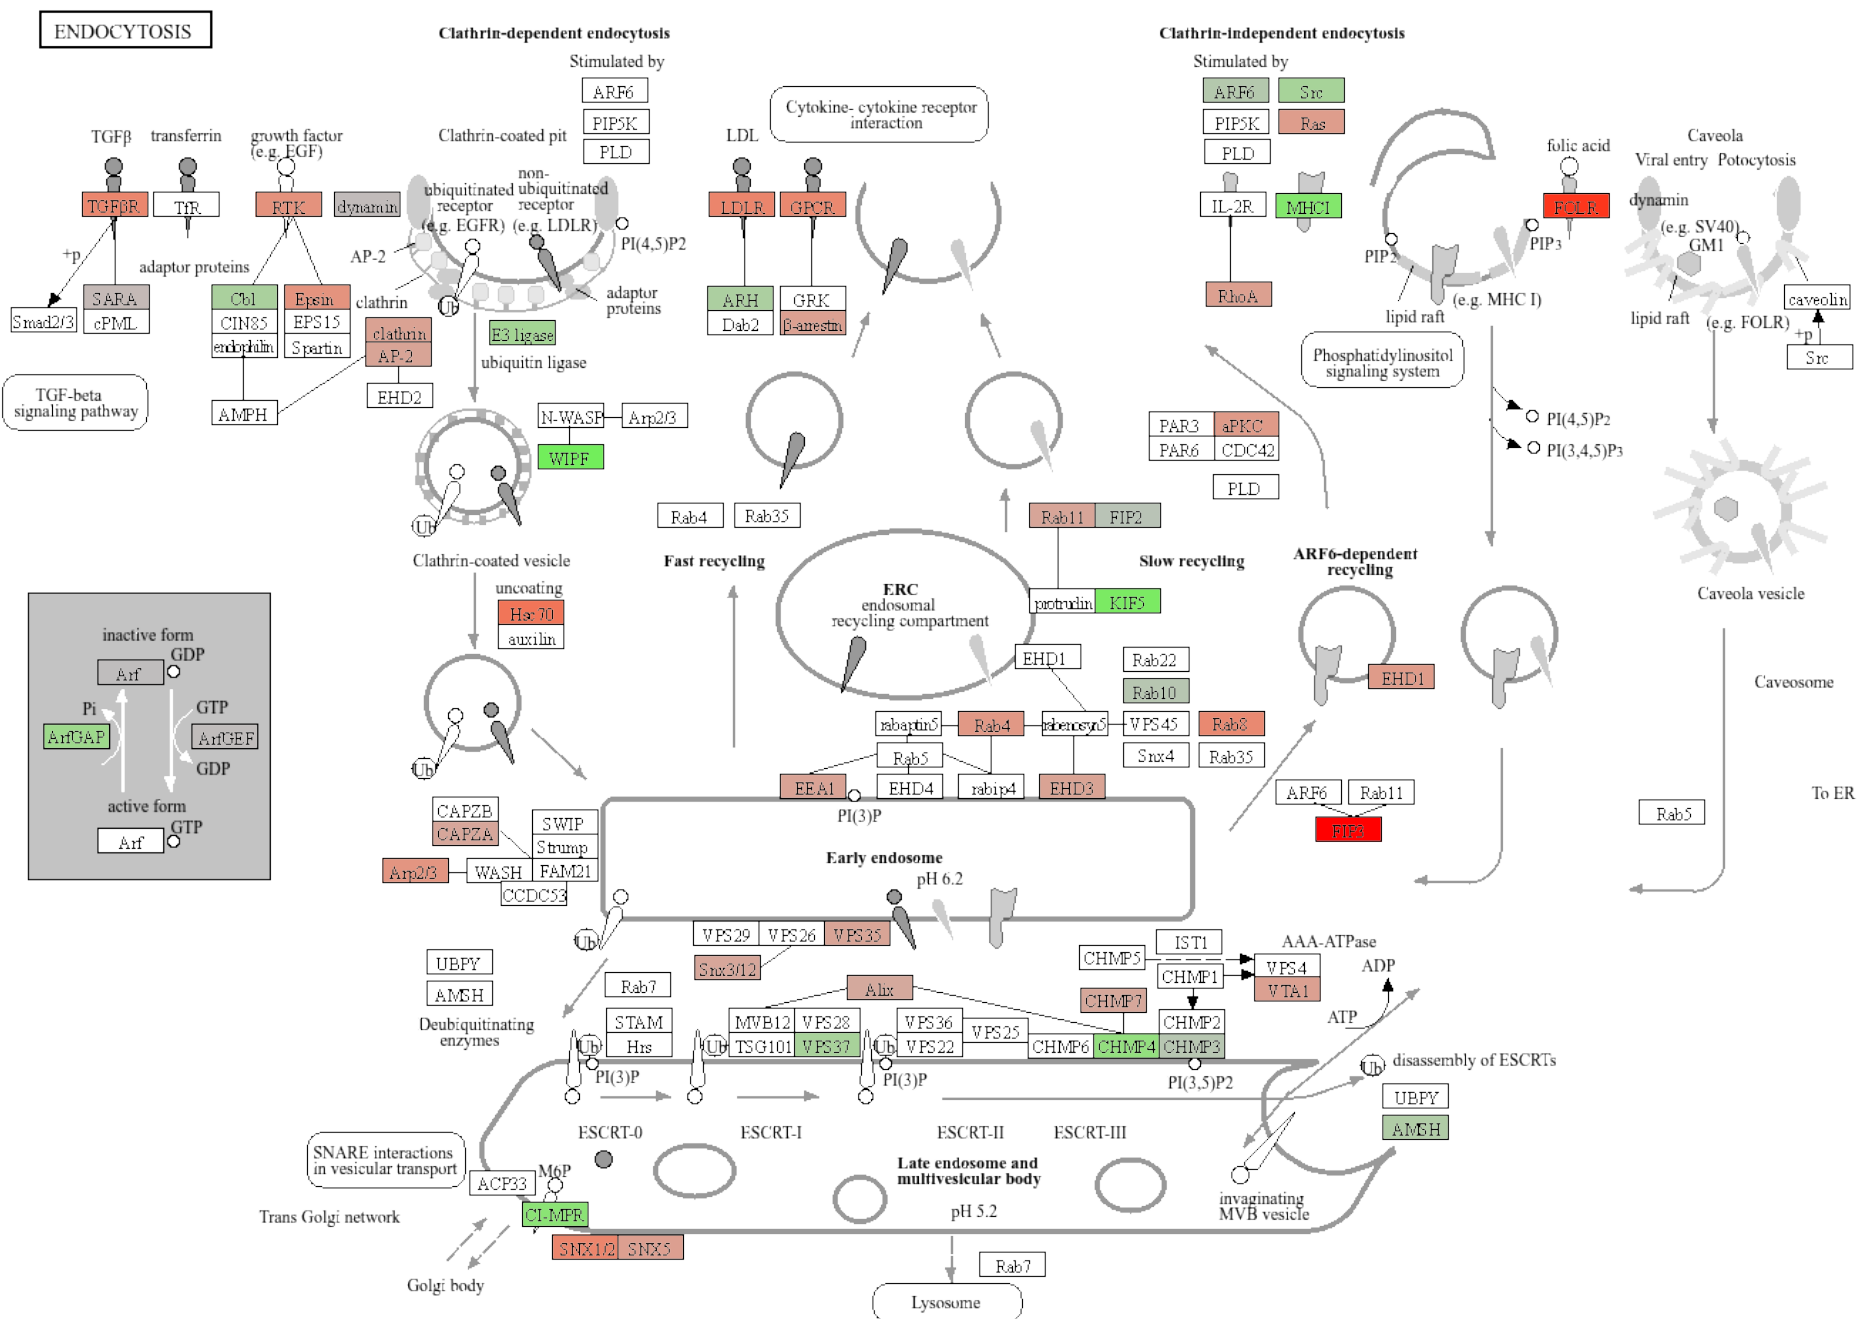 ENDOCYTOSIS
Clathrin-dependent endocytosis
Clathrin-independent endocytosis
Stimulated by
ARF6
PIP5K
PLD
Stimulated by
ARF6
Src
PIP5K
Ras
PLD
Cytokine- cytokine receptor
interaction
TGFβ
transferrin
growth factor
(e.g. EGF)
Clathrin-coated pit
LDL
folic acid
Caveola
Viral entry Potocytosis
TGFβR
TfR
RTK
dynamin
ubiquitinated
receptor
(e.g. EGFR)
non-
ubiquitinated
receptor
(e.g. LDLR)
PI(4,5)P2
LDLR
GPCR
IL-2R
MHCI
FOLR
dynamin
(e.g. SV40)
GM1
+p
adaptor proteins
AP-2
PIP2
PIP3
SARA
cPML
Smad2/3
Cbl
CIN85
endophilin
Epsin
EPS15
Spartin
clathrin
clathrin
AP-2
EHD2
Ub
adaptor
proteins
E3 ligase
ubiquitin ligase
ARH
Dab2
GRK
β-arrestin
RhoA
(e.g. MHC I)
lipid raft
lipid raft
(e.g. FOLR)
caveolin
+p
Src
TGF-beta
signaling pathway
AMPH
Phosphatidylinositol
signaling system
N-WASP
Arp2/3
WIPF
PAR3
aPKC
PAR6
CDC42
PLD
PI(4,5)P2
PI(3,4,5)P3
Ub
Rab4
Rab35
Rab11
FIP2
Clathrin-coated vesicle
Fast recycling
Slow recycling
ARF6-dependent
recycling
Caveola vesicle
uncoating
Hsc70
auxilin
ERC
endosomal
recycling compartment
protrudin
KIF5
inactive form
GDP
Arf
Pi
GTP
ArfGAP
ArfGEF
GDP
active form
GTP
Arf
EHD1
Rab22
Rab10
EHD1
Caveosome
rabaptin5
Rab4
rabenosyn5
VPS45
Rab8
Rab5
Snx4
Rab35
Ub
EEA1
EHD4
rabip4
EHD3
PI(3)P
ARF6
Rab11
FIP3
Rab5
To ER
CAPZB
CAPZA
SWIP
Strump
Arp2/3
WASH
FAM21
CCDC53
Early endosome
pH 6.2
Ub
VPS29
VPS26
VPS35
Snx3/12
UBPY
AMSH
Deubiquitinating
enzymes
Rab7
Alix
CHMP5
IST1
CHMP1
AAA-ATPase
VPS4
VTA1
ADP
ATP
CHMP7
CHMP2
STAM
Hrs
Ub
MVB12
VPS28
TSG101
VPS37
Ub
VPS36
VPS22
VPS25
Ub
CHMP6
CHMP4
CHMP3
PI(3)P
PI(3)P
PI(3,5)P2
Ub
disassembly of ESCRTs
UBPY
AMSH
ESCRT-0
ESCRT-I
ESCRT-II
ESCRT-III
SNARE interactions
in vesicular transport
Late endosome and
multivesicular body
pH 5.2
ACP33
M6P
CI-MPR
Trans Golgi network
SNX1/2
SNX5
Golgi body
invaginating
MVB vesicle
Rab7
Lysosome